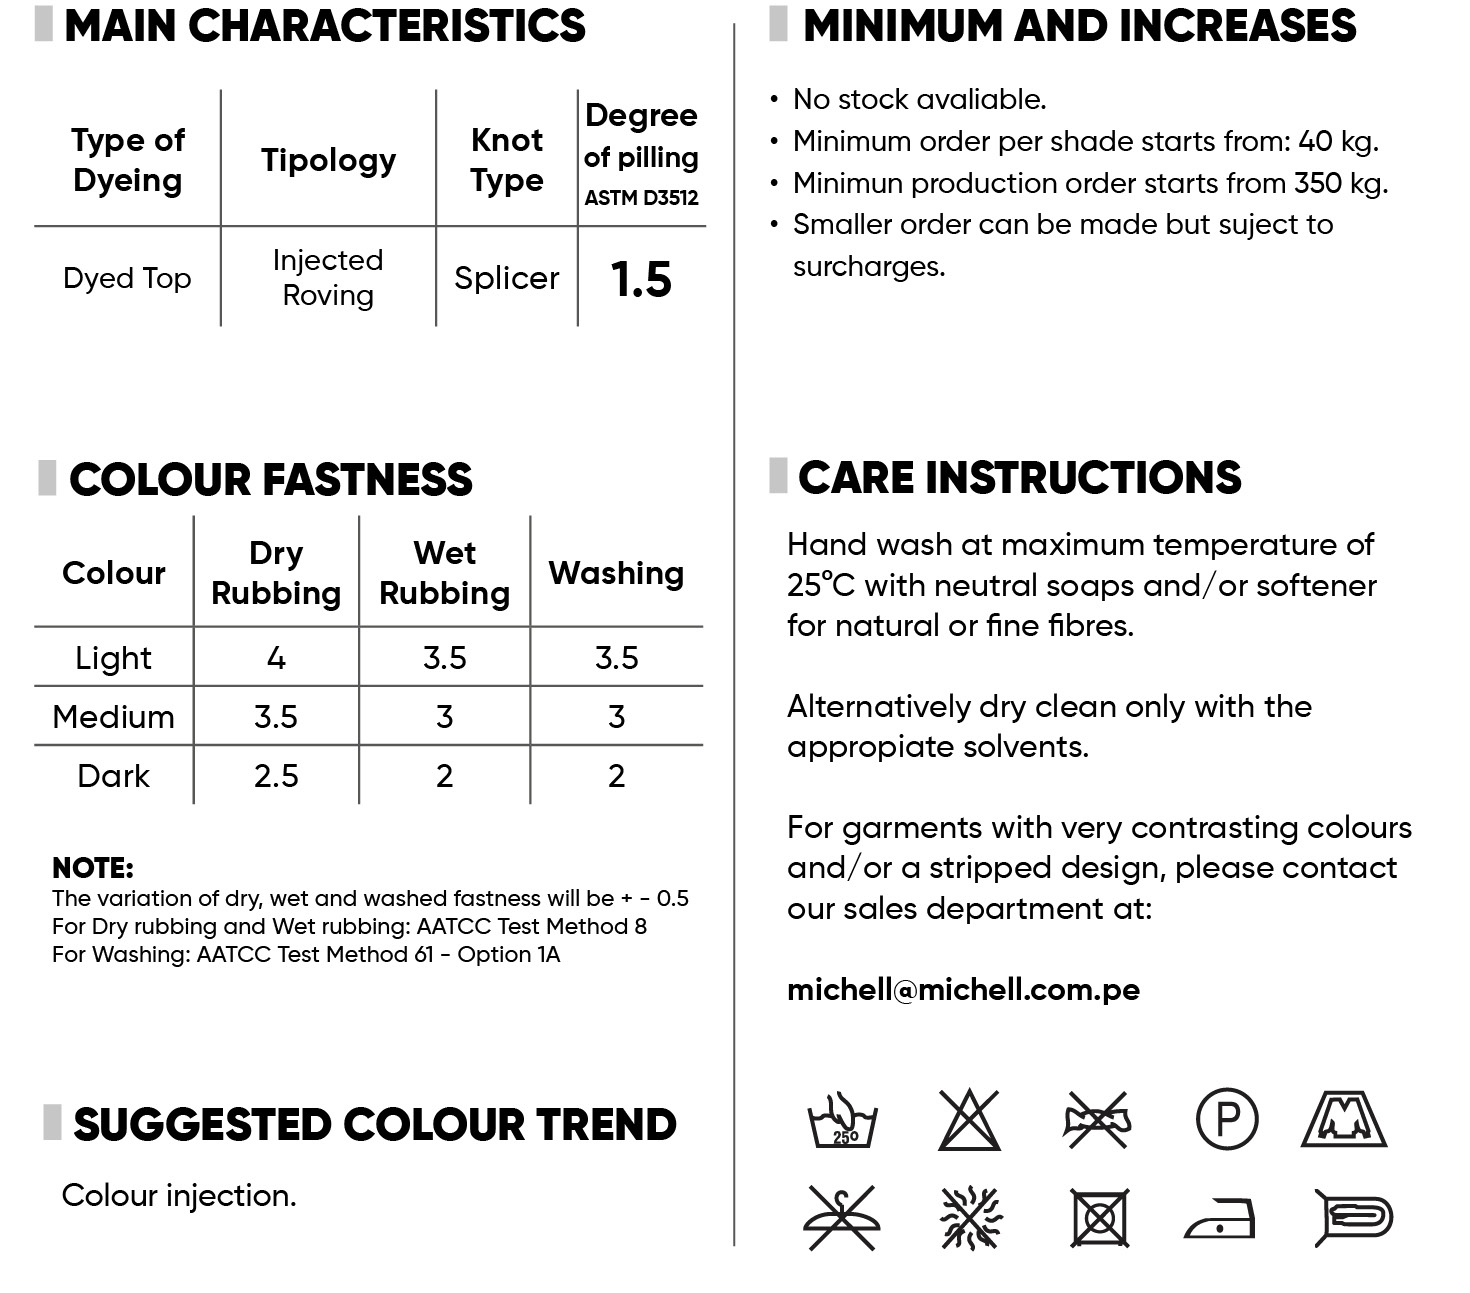 MAIN CHARACTERISTICS
Type of
Dyeing
Tipology
Knot
Type
Degree
of pilling
ASTM D3512
Dyed Top
Injected
Roving
Splicer
1.5
COLOUR FASTNESS
Colour
Dry
Rubbing
Wet
Rubbing
Washing
Light
4
3.5
3.5
Medium
3.5
3
3
Dark
2.5
2
2
NOTE:
The variation of dry, wet and washed fastness will be + - 0.5
For Dry rubbing and Wet rubbing: AATCC Test Method 8
For Washing: AATCC Test Method 61 - Option 1A
SUGGESTED COLOUR TREND
Colour injection.
MINIMUM AND INCREASES
• No stock avaliable.
• Minimum order per shade starts from: 40 kg.
• Minimun production order starts from 350 kg.
• Smaller order can be made but suject to
surcharges.
CARE INSTRUCTIONS
Hand wash at maximum temperature of
25°C with neutral soaps and/or softener
for natural or fine fibres.
Alternatively dry clean only with the
appropiate solvents.
For garments with very contrasting colours
and/or a stripped design, please contact
our sales department at:
michell@michell.com.pe
25º
P